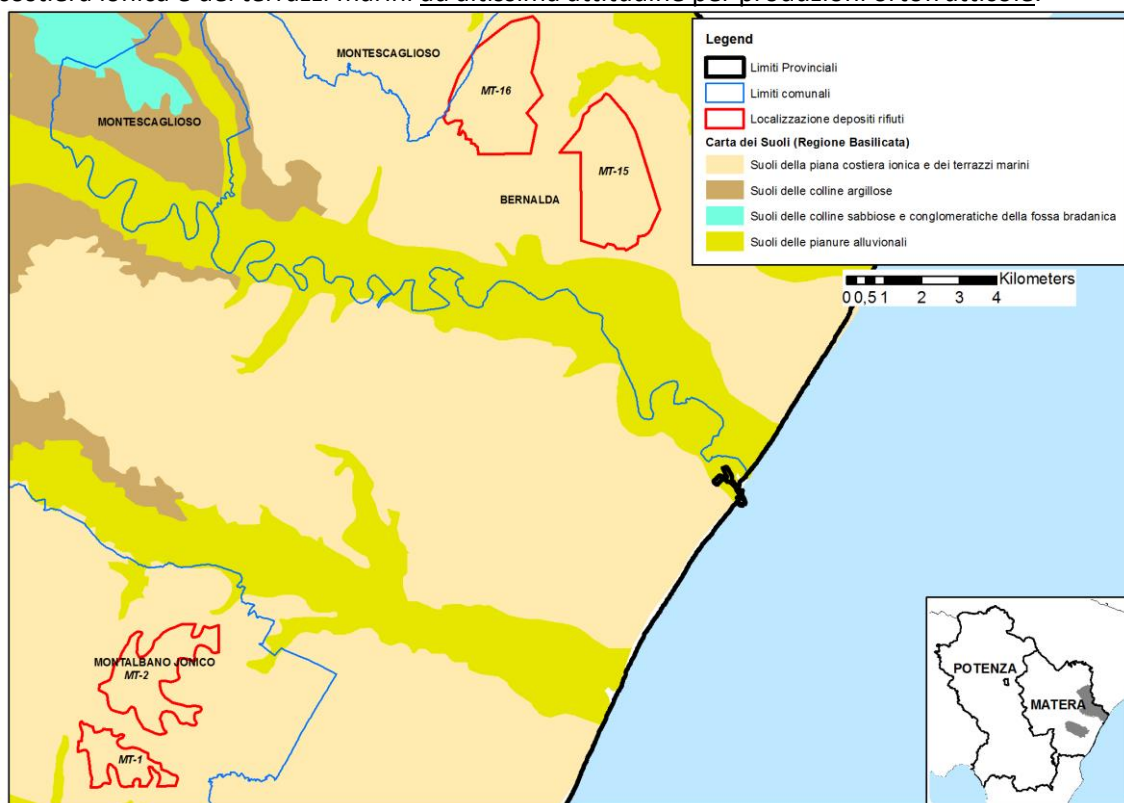 costiera ionica e dei terrazzi marini ad altissima attitudine per produzioni ortofrutticole.
MONTESCAGLIOSO
MT-16
MONTESCAGLIOSO
MT-15
BERNALDA
Legend
Limiti Provinciali
Limiti comunali
Localizzazione depositi rifiuti
Carta dei Suoli (Regione Basilicata)
Suoli della piana costiera ionica e dei terrazzi marini
Suoli delle colline argillose
Suoli delle colline sabbiose e conglomeratiche della fossa bradanica
Suoli delle pianure alluvionali
Kilometers
0 0,5 1 2 3 4
MONTALBANO JONICO
MT-2
MT-1
POTENZA
MATERA